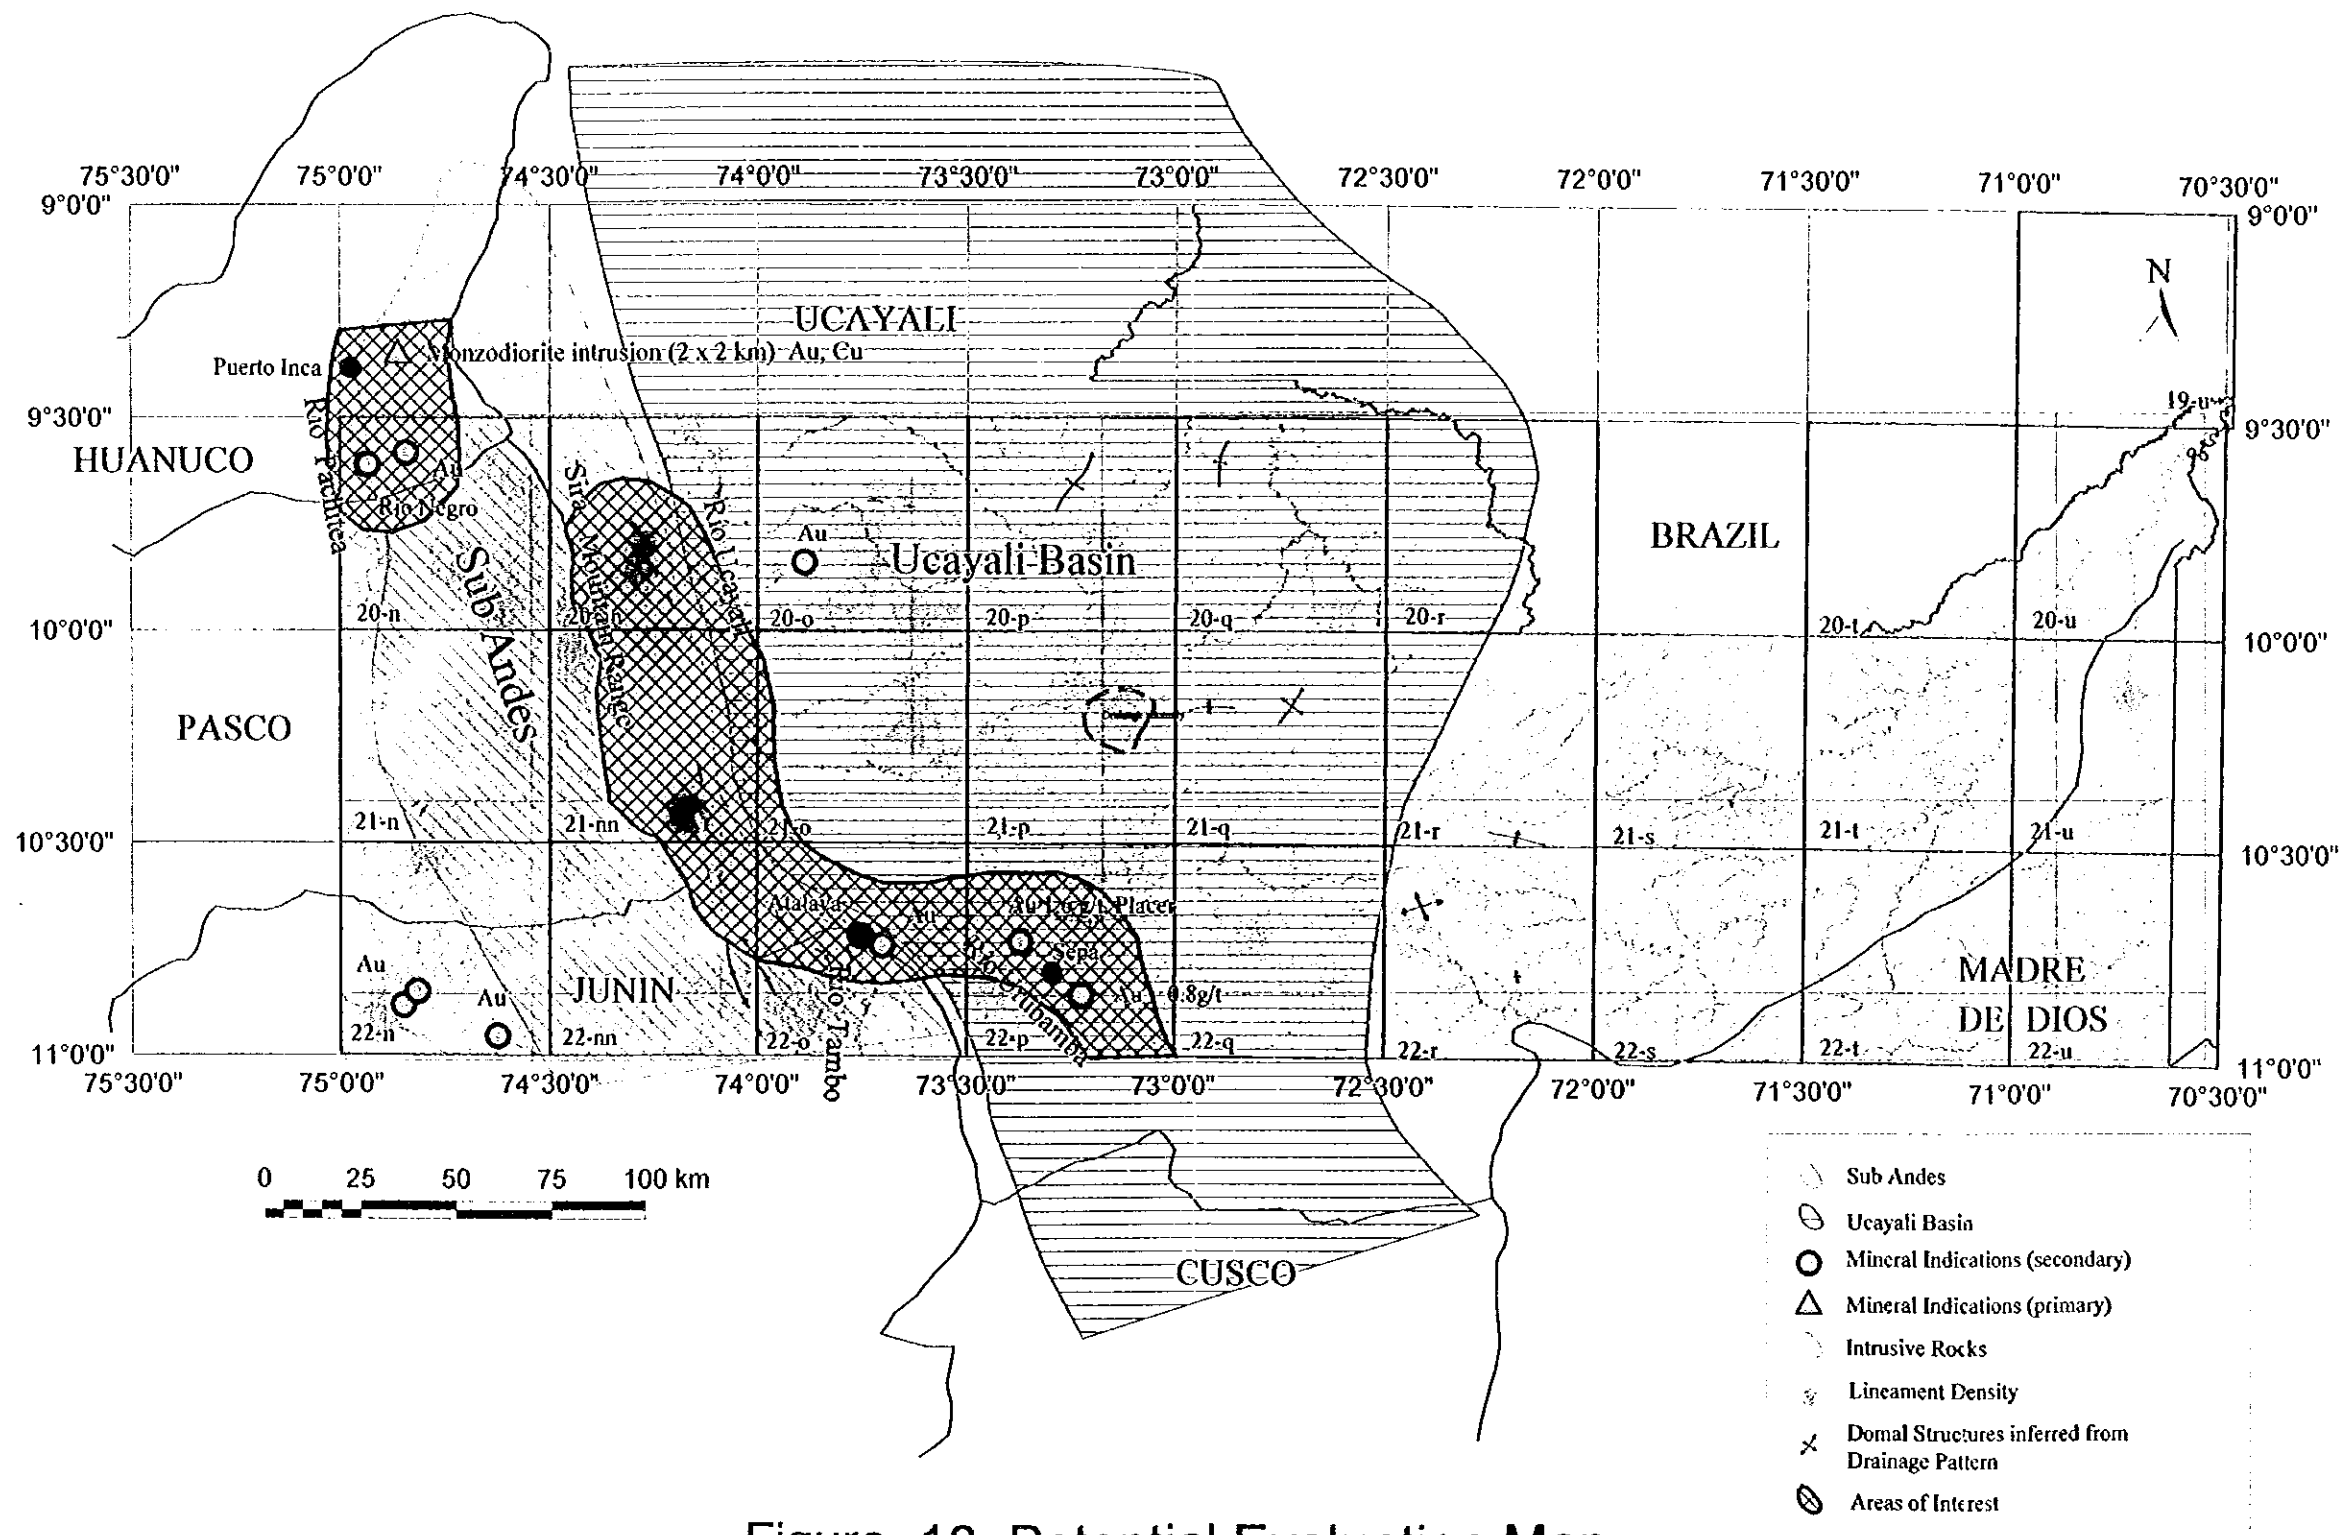 75°30'0"
75°0'0"
74°30'0"
74°0'0"
73°30'0"
73°0'0"
72°30'0"
72°0'0"
71°30'0"
71°0'0"
70°30'0"
9°0'0"
9°0'0"
N
UCAYALI
Monzodiorite intrusion (2 x 2 km) Au, Cu
Puerto Inca
9°30'0"
19-u
9°30'0"
HUANUCO
Rio Pachitea
Au
Rio Negro
Sira Mountain Range
Rio Ucayali
Au
Ucayali Basin
BRAZIL
Sub Andes
20-n
20-o
20-p
20-q
20-r
20-t
20-u
10°0'0"
10°0'0"
PASCO
21-n
21-nn
21-o
21-p
21-q
21-r
21-s
21-t
21-u
10°30'0"
10°30'0"
Atalaya
Au
Placer
Sepa
Rio Urubamba
Rio Tambo
Au
Au
JUNIN
MADRE
DE DIOS
22-n
22-nn
22-o
22-p
22-q
22-r
22-s
22-t
22-u
11°0'0"
11°0'0"
75°30'0"
75°0'0"
74°30'0"
74°0'0"
73°30'0"
73°0'0"
72°30'0"
72°0'0"
71°30'0"
71°0'0"
70°30'0"
0 25 50 75 100 km
CUSCO
Sub Andes
Ucayali Basin
Mineral Indications (secondary)
Mineral Indications (primary)
Intrusive Rocks
Lineament Density
Domal Structures inferred from
Drainage Pattern
Areas of Interest